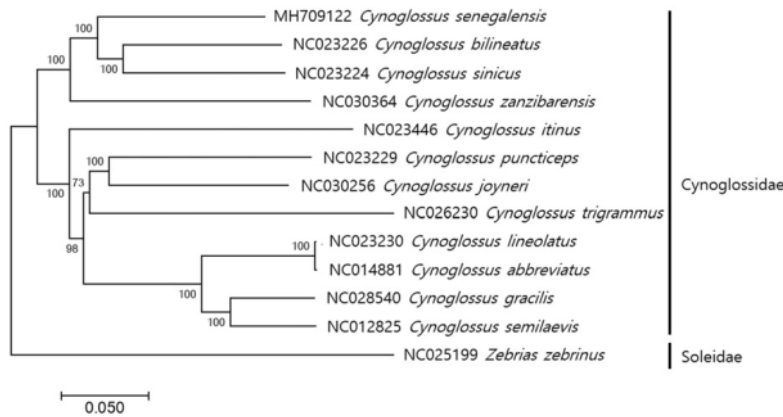 MH709122 Cynoglossus senegalensis
NC023226 Cynoglossus bilineatus
NC023224 Cynoglossus sinicus
NC030364 Cynoglossus zanzibarensis
NC023446 Cynoglossus itinus
NC023229 Cynoglossus puncticeps
NC030256 Cynoglossus joyneri
NC026230 Cynoglossus trigrammus
NC023230 Cynoglossus lineolatus
NC014881 Cynoglossus abbreviatus
NC028540 Cynoglossus gracilis
NC012825 Cynoglossus semilaevis
NC025199 Zebrias zebrinus
Cynoglossidae
Soleidae
100
100
100
100
73
100
98
100
100
100
0.050